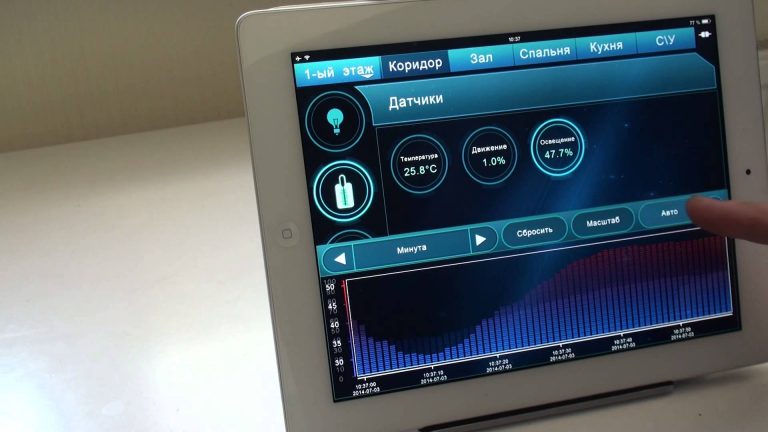 10:37
77 %
1-ый этаж
Коридор
Зал
Спальня
Кухня
С\У
Датчики
Температура
25.8°C
Движение
1.0%
Освещение
47.7%
Минута
Сбросить
Масштаб
Авто
50
45
40
35
30
0
10:37:00
2014-07-03
10:37:10
2014-07-03
10:37:20
2014-07-03
10:37:30
2014-07-03
10:37:40
2014-07-03
10:37:50
2014-07-03